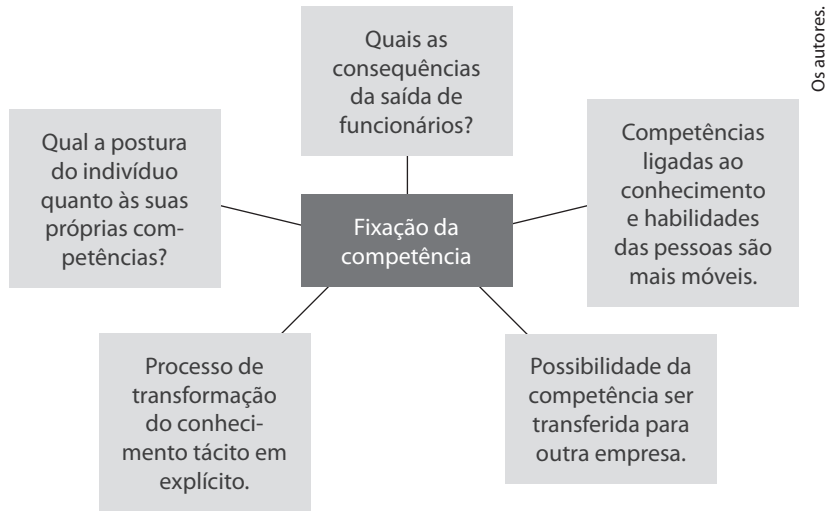 Os autores.
Quais as
consequências
da saída de
funcionários?
Qual a postura
do indivíduo
quanto às suas
próprias com-
petências?
Competências
ligadas ao
conhecimento
e habilidades
das pessoas são
mais móveis.
Fixação da
competência
Processo de
transformação
do conheci-
mento tácito em
explícito.
Possibilidade da
competência ser
transferida para
outra empresa.